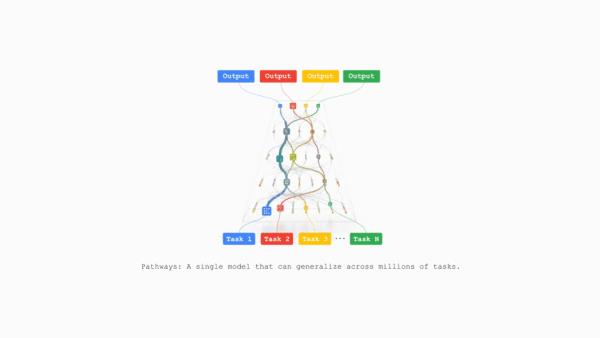 Output Output Output Output
Task 1 Task 2 Task 3 ··· Task N
Pathways: A single model that can generalize across millions of tasks.